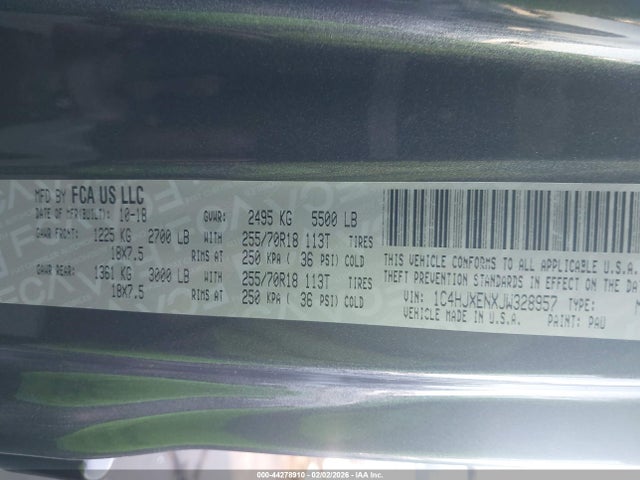 MFD BY FCA US LLC
DATE OF MFR(BUILT): 10-18 GVWR: 2495 KG 5500 LB
GAWR FRONT: 1225 KG 2700 LB WITH 255/70R18 113T TIRES
18X7.5 RIMS AT 250 KPA ( 36 PSI) COLD
GAWR REAR: 1361 KG 3000 LB WITH 255/70R18 113T TIRES
18X7.5 RIMS AT 250 KPA ( 36 PSI) COLD
THIS VEHICLE CONFORMS TO ALL APPLICABLE
THEFT PREVENTION STANDARDS IN EFFECT ON THE DA
VIN: 1C4HJXENXJW328957 TYPE:
VEHICLE MADE IN U.S.A. PAINT: PAU
000-44278910 - 02/02/2026 - IAAI.com